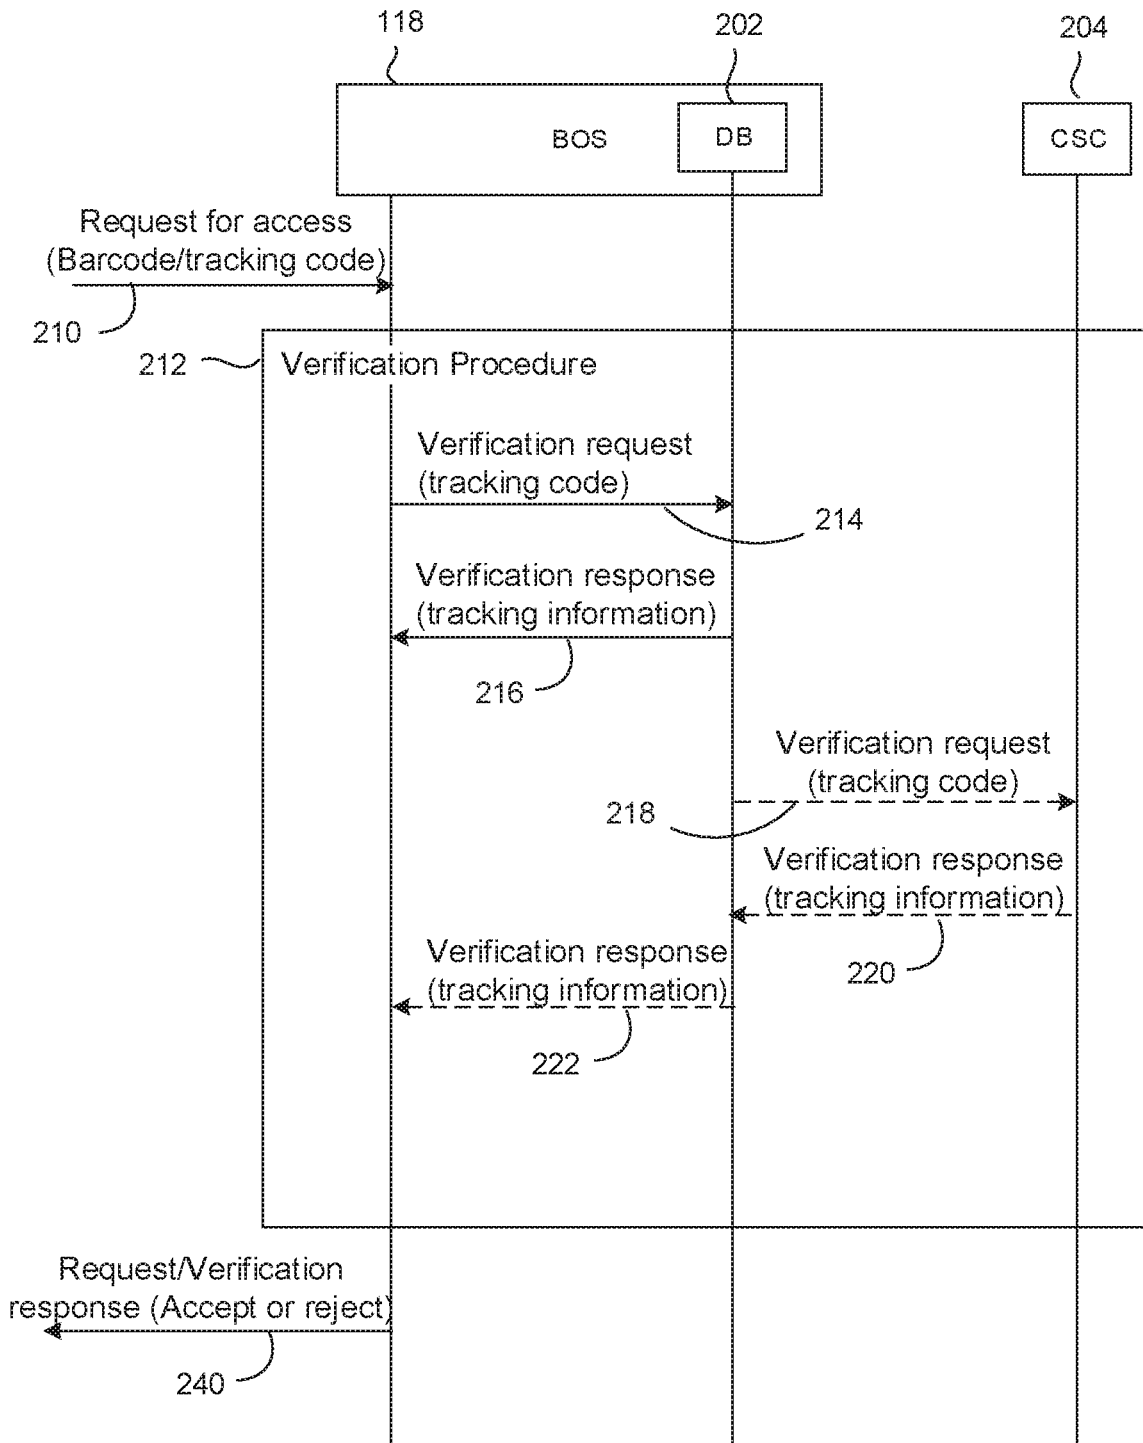 118
202
204
BOS
DB
CSC
Request for access
(Barcode/tracking code)
210
212
Verification Procedure
Verification request
(tracking code)
214
Verification response
(tracking information)
216
Verification request
(tracking code)
218
Verification response
(tracking information)
220
Verification response
(tracking information)
222
Request/Verification
response (Accept or reject)
240